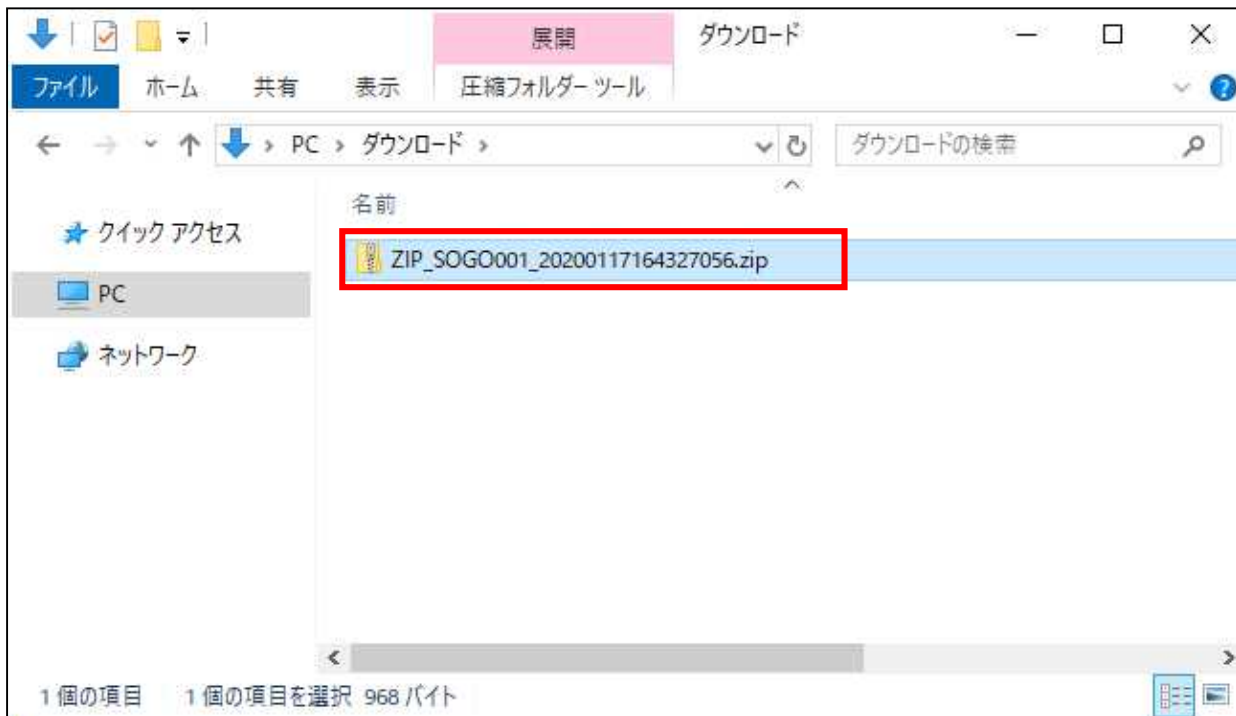 展開 ダウンロード
ファイル ホーム 共有 表示 圧縮フォルダー ツール
PC ダウンロード ダウンロードの検索
名前
クイック アクセス
ZIP_SOGO001_20200117164327056.zip
PC
ネットワーク
1 個の項目 1 個の項目を選択 968 バイト